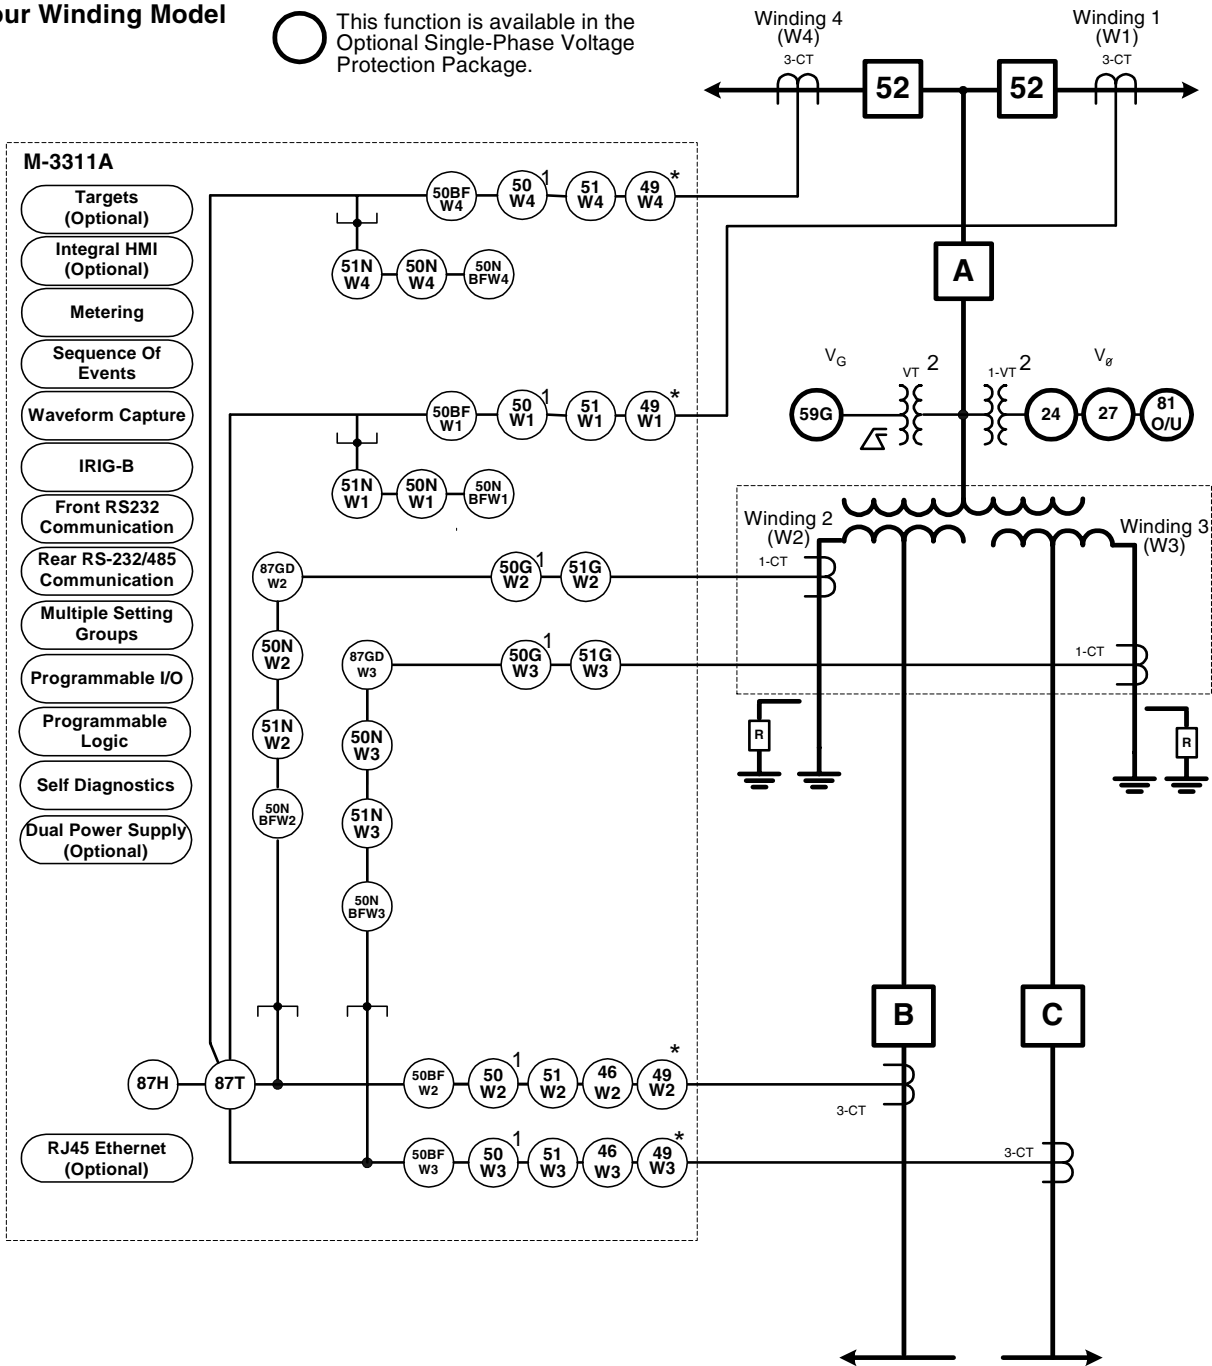 our Winding Model
This function is available in the
Optional Single-Phase Voltage
Protection Package.
Winding 4
(W4)
3-CT
Winding 1
(W1)
3-CT
52
52
M-3311A
Targets
(Optional)
Integral HMI
(Optional)
Metering
Sequence Of
Events
Waveform Capture
IRIG-B
Front RS232
Communication
Rear RS-232/485
Communication
Multiple Setting
Groups
Programmable I/O
Programmable
Logic
Self Diagnostics
Dual Power Supply
(Optional)
RJ45 Ethernet
(Optional)
50BF
W4
50
W4
1
51
W4
49
W4
*
51N
W4
50N
W4
50N
BFW4
A
VG
VT 2
1-VT 2
Vø
59G
24
27
81
O/U
50BF
W1
50
W1
1
51
W1
49
W1
*
51N
W1
50N
W1
50N
BFW1
Winding 2
(W2)
1-CT
Winding 3
(W3)
1-CT
87GD
W2
50G
W2
1
51G
W2
50N
W2
51N
W2
50N
BFW2
87GD
W3
50G
W3
1
51G
W3
50N
W3
51N
W3
50N
BFW3
R
R
B
C
87H
87T
50BF
W2
50
W2
1
51
W2
46
W2
49
W2
*
3-CT
50BF
W3
50
W3
1
51
W3
46
W3
49
W3
*
3-CT